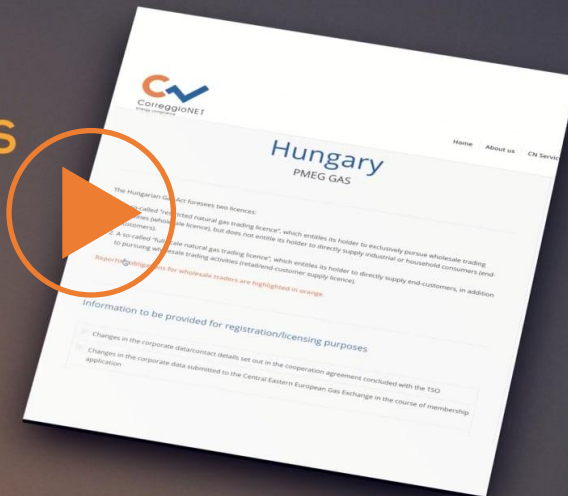 S
CN
CorreggioNET
energy compliance
Home About us CN Servic
Hungary
PMEG GAS
The Hungarian Gas Act foresees two licences:
so-called "restricted natural gas trading licence", which entitles its holder to exclusively pursue wholesale trading
activities (wholesale licence), but does not entitle its holder to directly supply industrial or household consumers (end-
customers).
2. A so-called "full-scale natural gas trading licence", which entitles its holder to directly supply end-customers, in addition
to pursuing wholesale trading activities (retail/end-customer supply licence).
Reporting obligations for wholesale traders are highlighted in orange.
Information to be provided for registration/licensing purposes
Changes in the corporate data/contact details set out in the cooperation agreement concluded with the TSO
Changes in the corporate data submitted to the Central Eastern European Gas Exchange in the course of membership
application